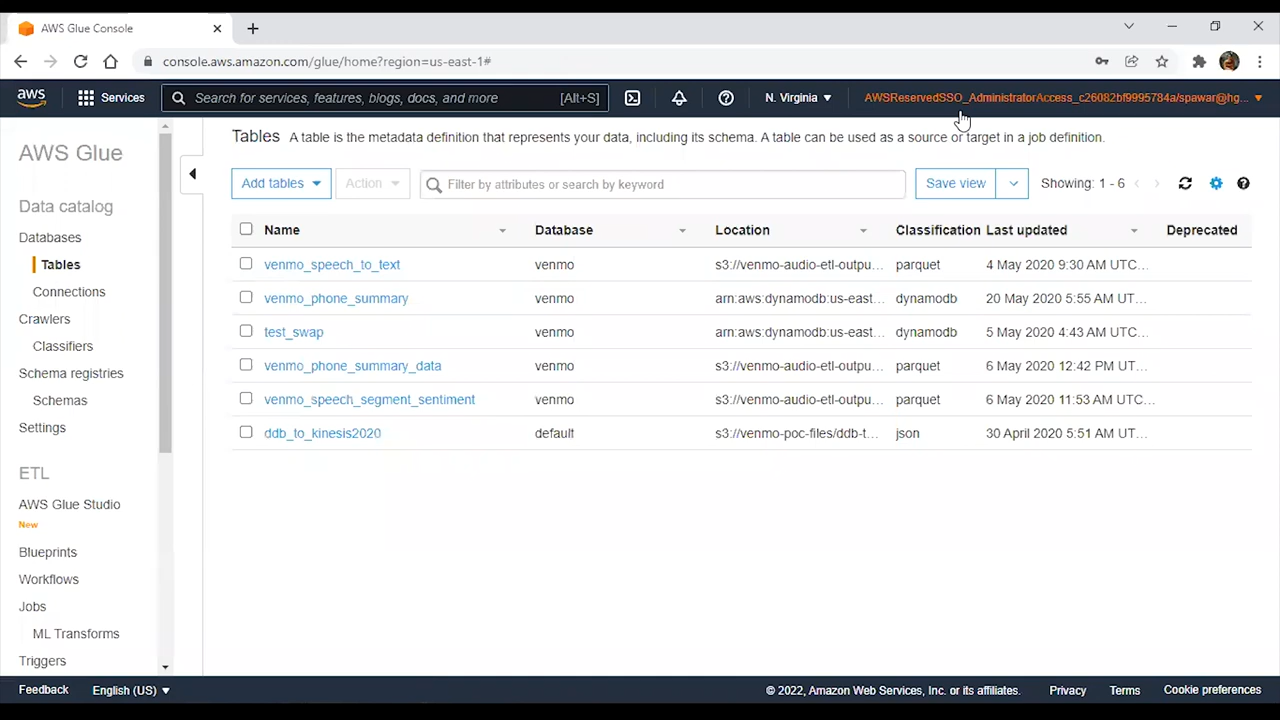 AWS Glue Console
console.aws.amazon.com/glue/home?region=us-east-1#
aws Services Search for services, features, blogs, docs, and more [Alt+S] N. Virginia AWSReservedSSO_AdministratorAccess_c26082bf9995784a/spawar@hg...
AWS Glue
Data catalog
Databases
Tables
Connections
Crawlers
Classifiers
Schema registries
Schemas
Settings
ETL
AWS Glue Studio
New
Blueprints
Workflows
Jobs
ML Transforms
Triggers
Tables A table is the metadata definition that represents your data, including its schema. A table can be used as a source or target in a job definition.
Add tables Action Filter by attributes or search by keyword Save view Showing: 1 - 6
Name Database Location Classification Last updated Deprecated
venmo_speech_to_text venmo s3://venmo-audio-etl-outpu... parquet 4 May 2020 9:30 AM UTC...
venmo_phone_summary venmo arn:aws:dynamodb:us-east... dynamodb 20 May 2020 5:55 AM UT...
test_swap venmo arn:aws:dynamodb:us-east... dynamodb 5 May 2020 4:43 AM UTC...
venmo_phone_summary_data venmo s3://venmo-audio-etl-outpu... parquet 6 May 2020 12:42 PM UT...
venmo_speech_segment_sentiment venmo s3://venmo-audio-etl-outpu... parquet 6 May 2020 11:53 AM UTC...
ddb_to_kinesis2020 default s3://venmo-poc-files/ddb-t... json 30 April 2020 5:51 AM UT...
Feedback English (US) © 2022, Amazon Web Services, Inc. or its affiliates. Privacy Terms Cookie preferences